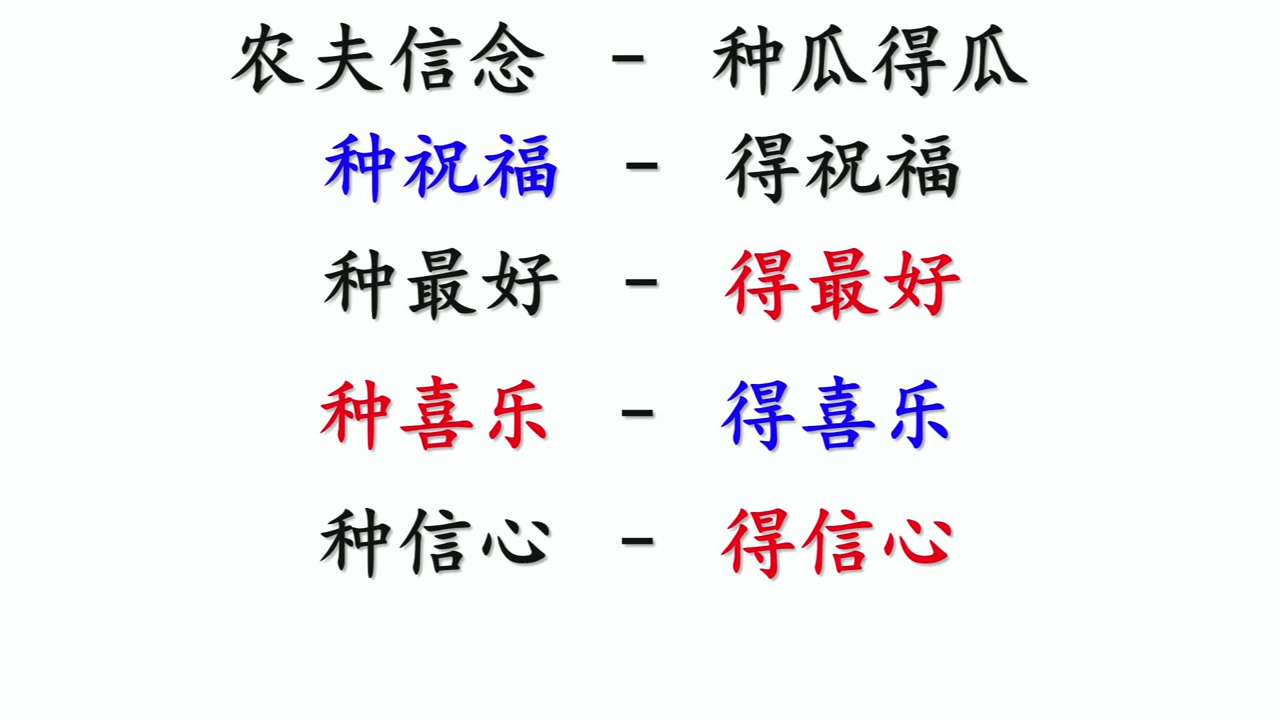 农夫信念 - 种瓜得瓜
种祝福 - 得祝福
种最好 - 得最好
种喜乐 - 得喜乐
种信心 - 得信心